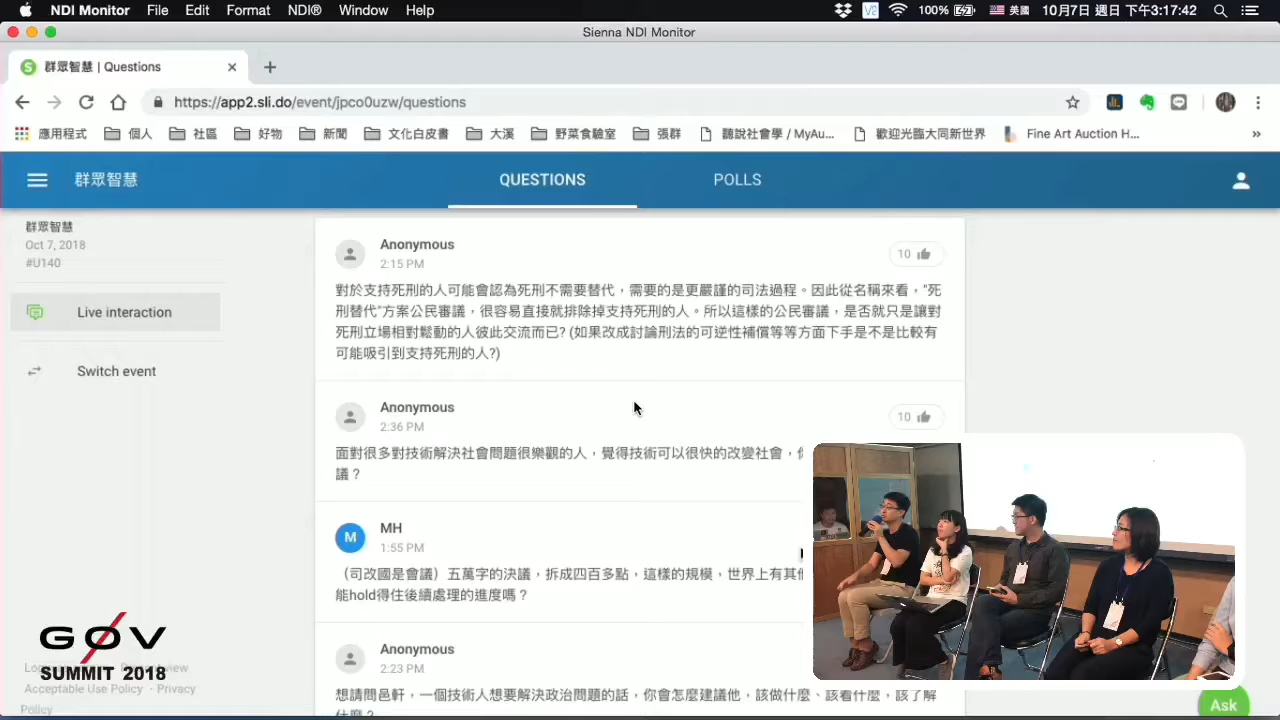 NDI Monitor File Edit Format NDI® Window Help 100% 美國 10月7日 週日 下午3:17:42
Sienna NDI Monitor
群眾智慧 | Questions
https://app2.sli.do/event/jpco0uzw/questions
應用程式 個人 社區 好物 新聞 文化白皮書 大溪 野菜食驗室 張群 聽說社會學 / MyAu... 歡迎光臨大同新世界 Fine Art Auction H... »
群眾智慧 QUESTIONS POLLS
群眾智慧
Oct 7, 2018
#U140
Live interaction
Switch event
Anonymous
2:15 PM
10
對於支持死刑的人可能會認為死刑不需要替代，需要的是更嚴謹的司法過程。因此從名稱來看，"死
刑替代"方案公民審議，很容易直接就排除掉支持死刑的人。所以這樣的公民審議，是否就只是讓對
死刑立場相對鬆動的人彼此交流而已? (如果改成討論刑法的可逆性補償等等方面下手是不是比較有
可能吸引到支持死刑的人?)
Anonymous
2:36 PM
10
面對很多對技術解決社會問題很樂觀的人，覺得技術可以很快的改變社會，
議？
M
MH
1:55 PM
（司改國是會議）五萬字的決議，拆成四百多點，這樣的規模，世界上有其
能hold得住後續處理的進度嗎？
Anonymous
2:23 PM
想請問邑軒，一個技術人想要解決政治問題的話，你會怎麼建議他，該做什麼、該看什麼，該了解
什麼？
GØV
SUMMIT 2018
Acceptable Use Policy · Privacy
Policy
Ask